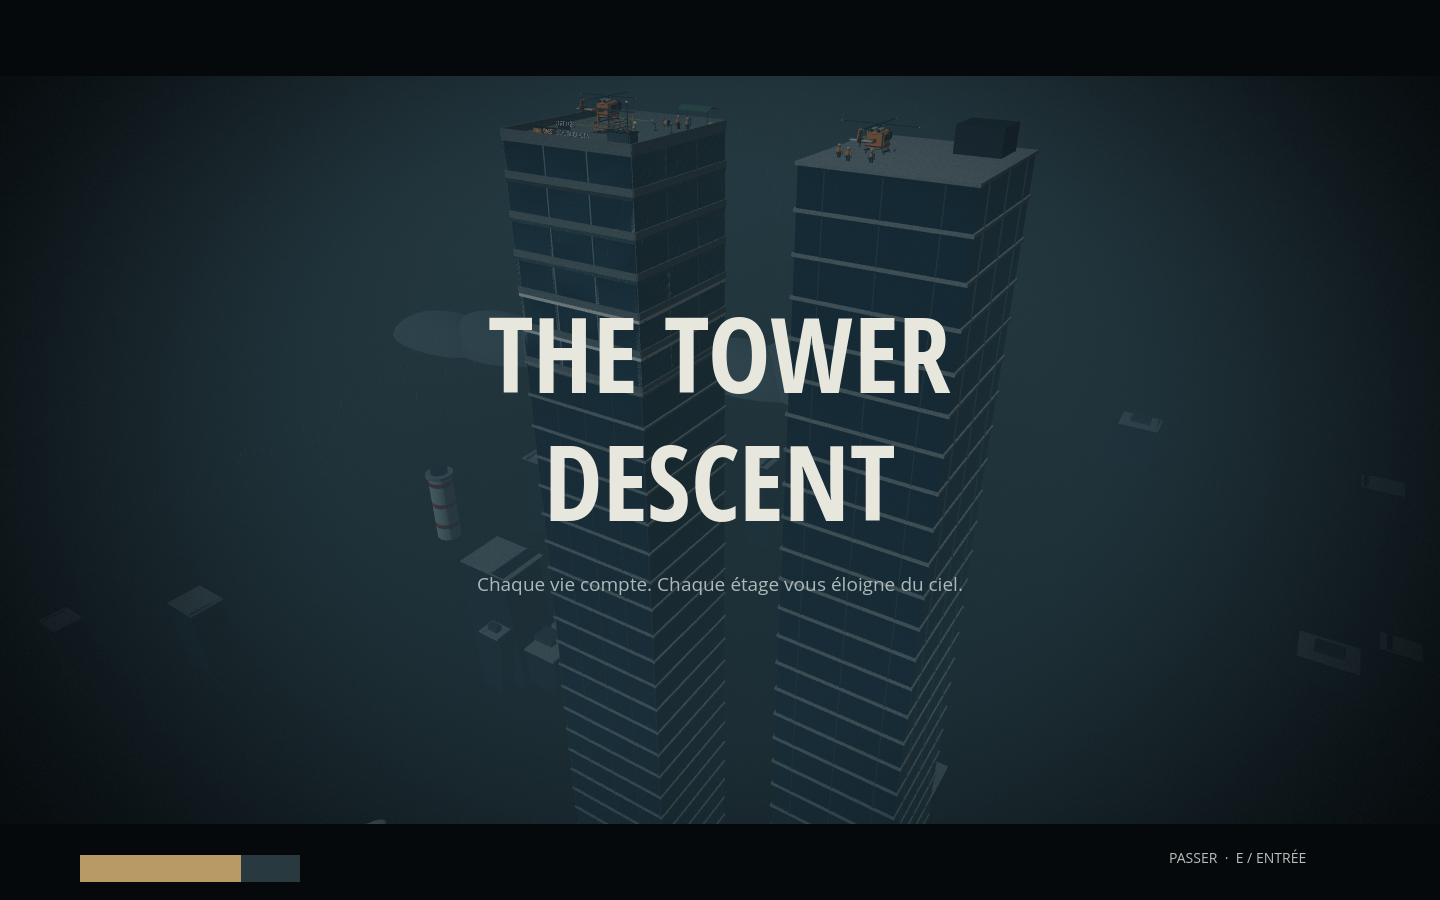 THE TOWER
DESCENT
Chaque vie compte. Chaque étage vous éloigne du ciel.
PASSER · E / ENTRÉE